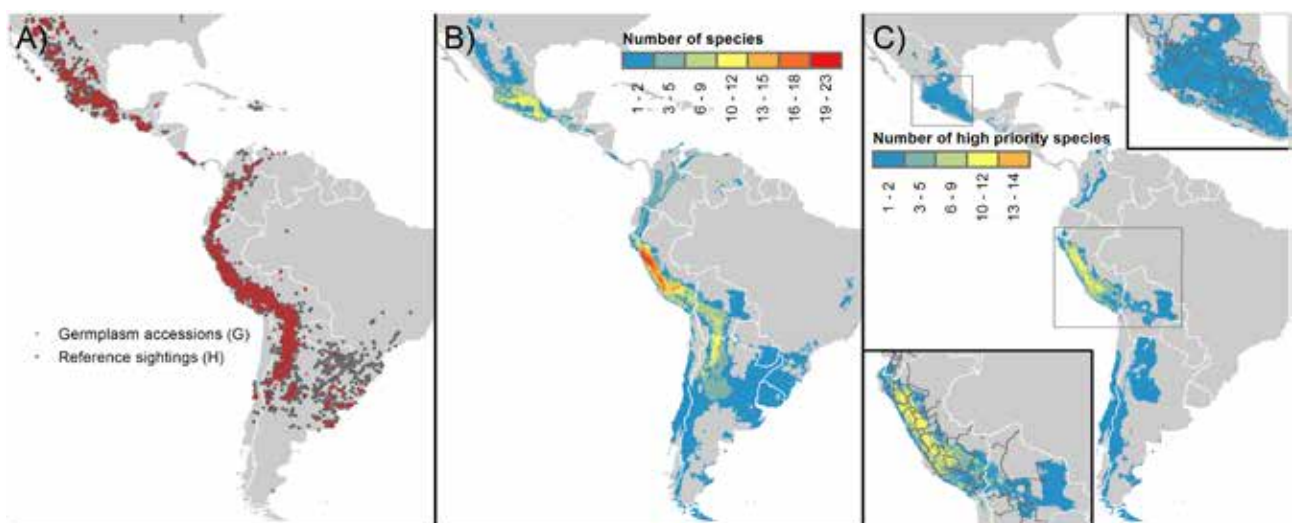 A)
Germplasm accessions (G)
Reference sightings (H)
B)
Number of species
1 - 2
3 - 5
6 - 9
10 - 12
13 - 15
16 - 18
19 - 23
C)
Number of high priority species
1 - 2
3 - 5
6 - 9
10 - 12
13 - 14